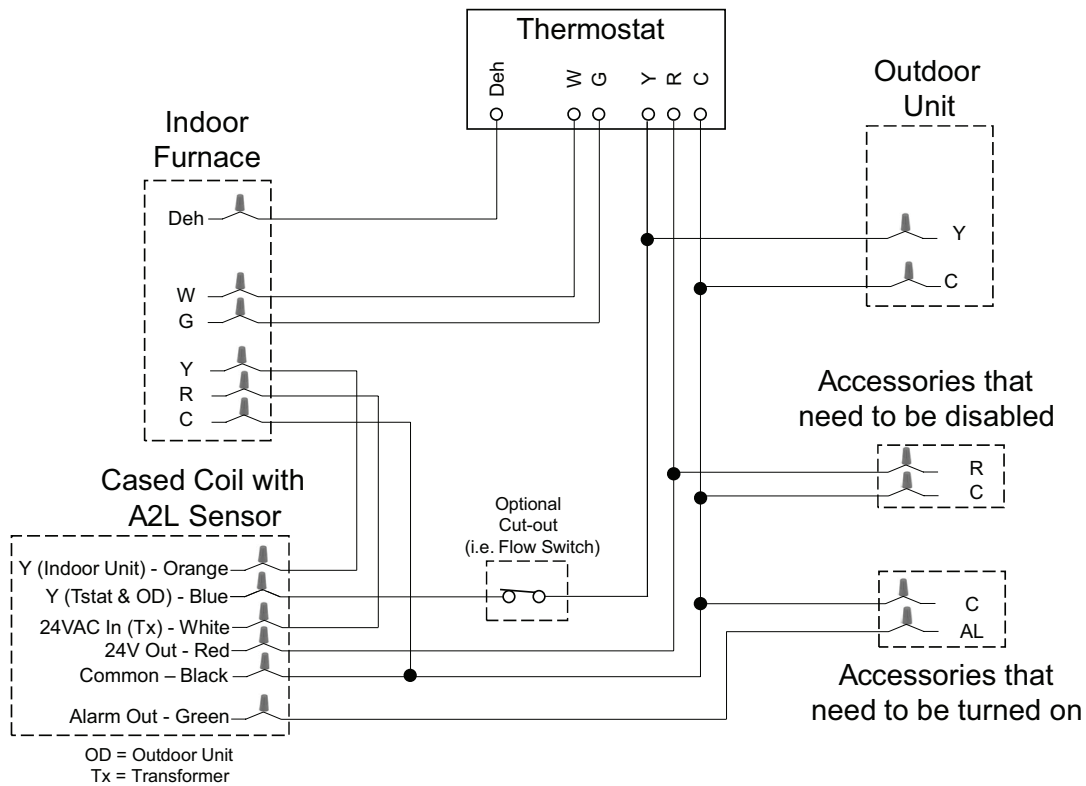 Thermostat
Deh
W
G
Y
R
C
Outdoor
Unit
Y
C
Indoor
Furnace
Deh
W
G
Y
R
C
Accessories that
need to be disabled
R
C
Cased Coil with
A2L Sensor
Y (Indoor Unit) - Orange
Y (Tstat & OD) - Blue
24VAC In (Tx) - White
24V Out - Red
Common – Black
Alarm Out - Green
OD = Outdoor Unit
Tx = Transformer
Optional
Cut-out
(i.e. Flow Switch)
C
AL
Accessories that
need to be turned on